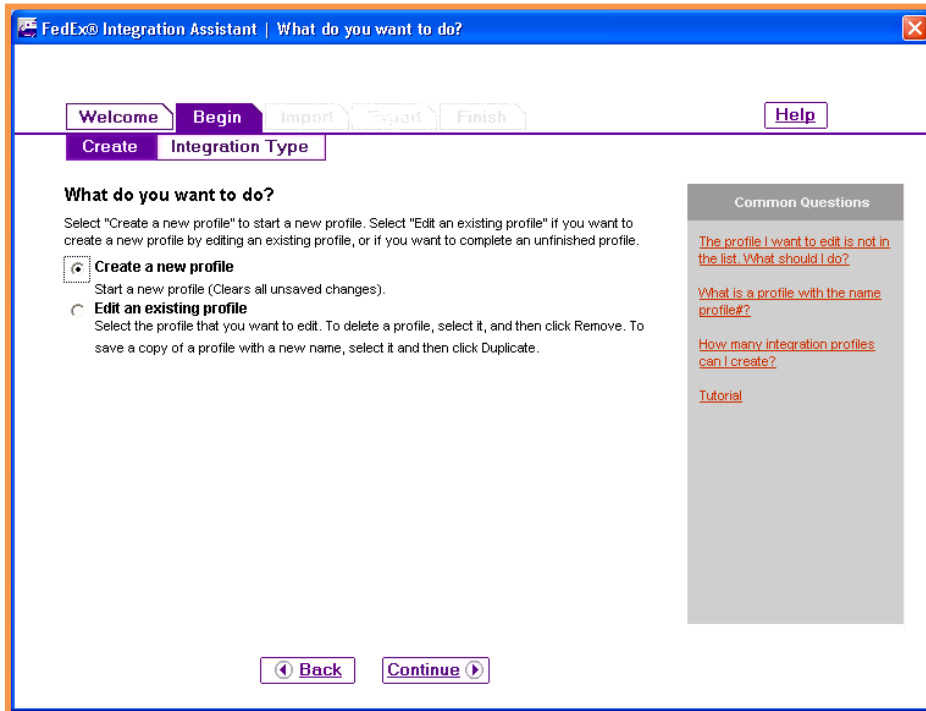 FedEx® Integration Assistant | What do you want to do?
Welcome
Begin
Import
Export
Finish
Help
Create
Integration Type
What do you want to do?
Select "Create a new profile" to start a new profile. Select "Edit an existing profile" if you want to
create a new profile by editing an existing profile, or if you want to complete an unfinished profile.
Create a new profile
Start a new profile (Clears all unsaved changes).
Edit an existing profile
Select the profile that you want to edit. To delete a profile, select it, and then click Remove. To
save a copy of a profile with a new name, select it and then click Duplicate.
Common Questions
The profile I want to edit is not in
the list. What should I do?
What is a profile with the name
profile#?
How many integration profiles
can I create?
Tutorial
Back
Continue